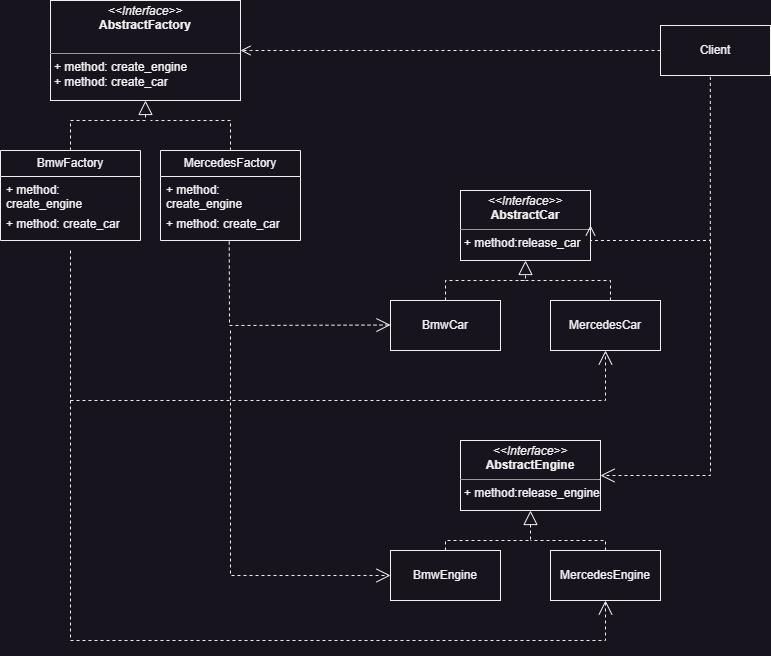 <<Interface>>
AbstractFactory
+ method: create_engine
+ method: create_car
Client
BmwFactory
+ method:
create_engine
+ method: create_car
MercedesFactory
+ method:
create_engine
+ method: create_car
<<Interface>>
AbstractCar
+ method:release_car
BmwCar
MercedesCar
<<Interface>>
AbstractEngine
+ method:release_engine
BmwEngine
MercedesEngine